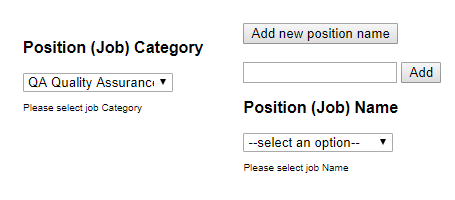 Position (Job) Category
QA Quality Assuranc
Please select job Category
Add new position name
Add
Position (Job) Name
--select an option--
Please select job Name